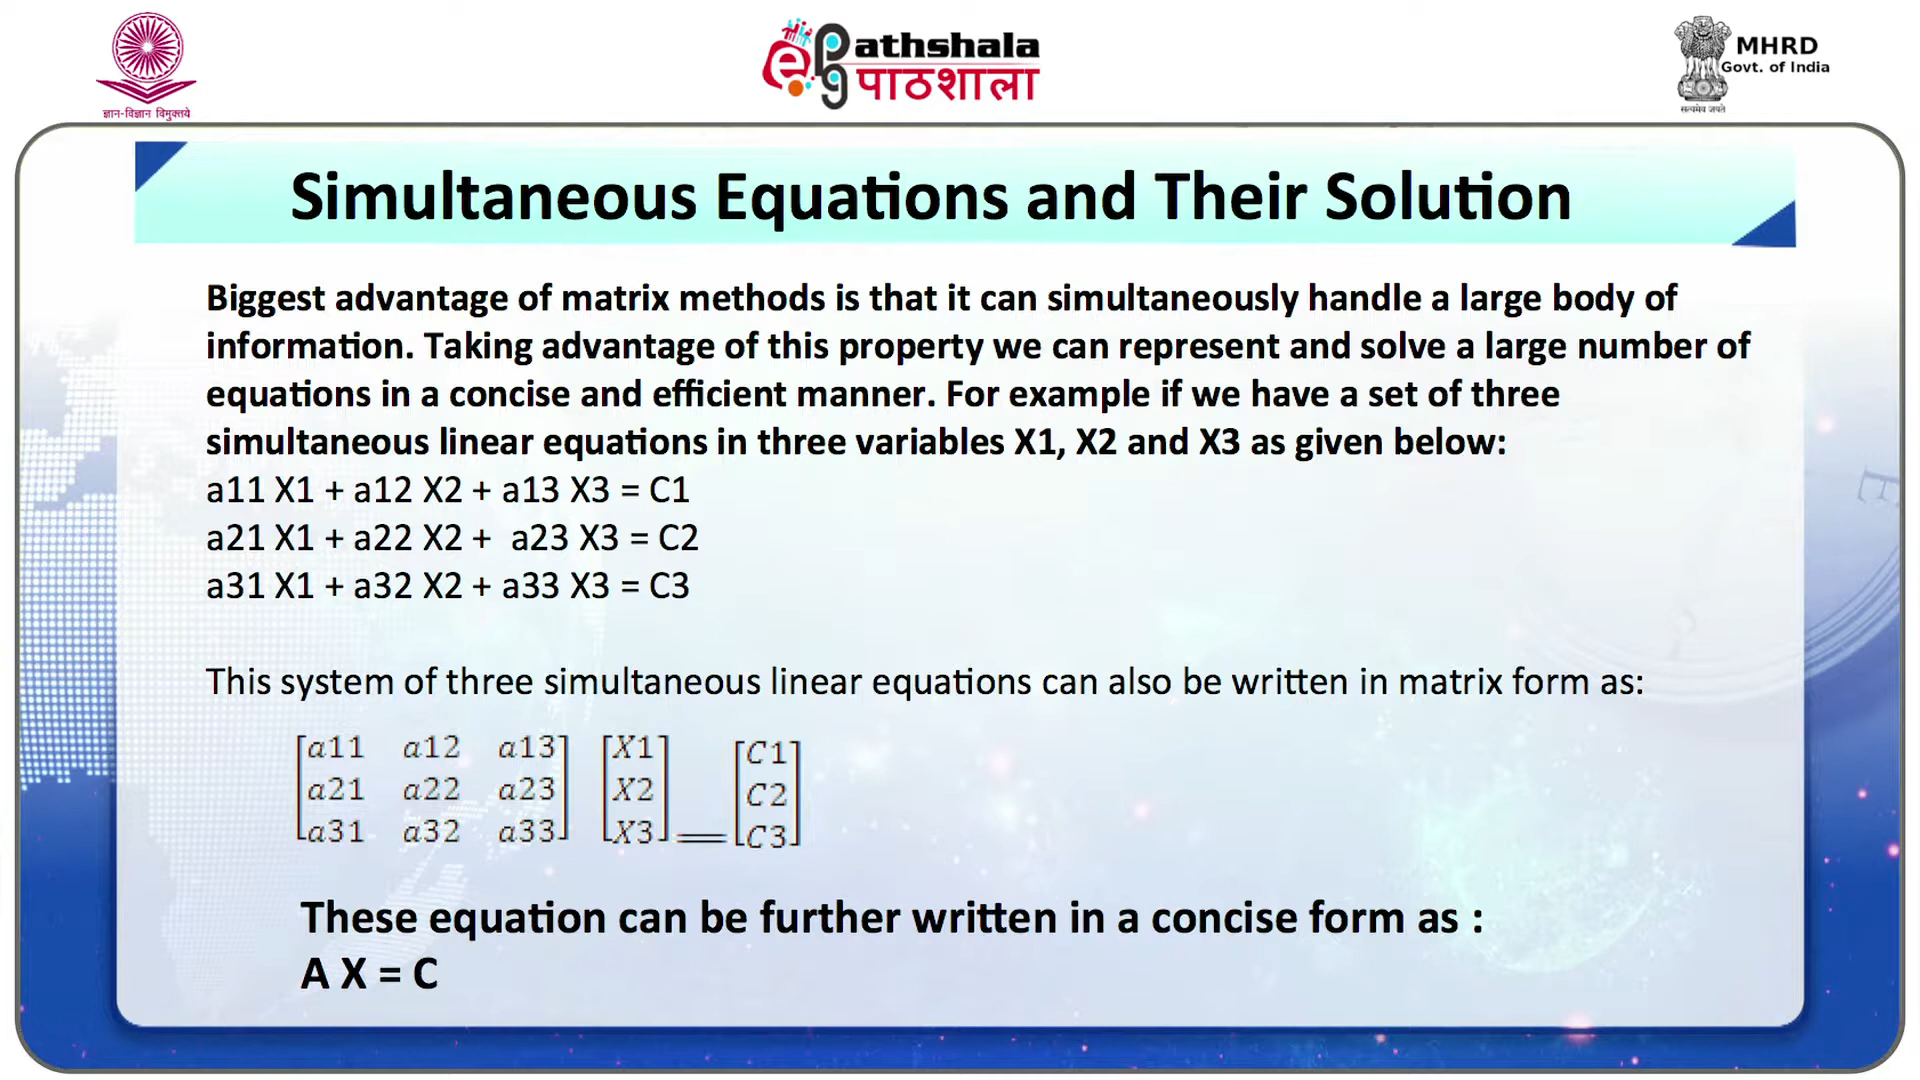 ज्ञान-विज्ञान विमुक्तये
ePG Pathshala
पाठशाला
MHRD
Govt. of India
सत्यमेव जयते
Simultaneous Equations and Their Solution
Biggest advantage of matrix methods is that it can simultaneously handle a large body of
information. Taking advantage of this property we can represent and solve a large number of
equations in a concise and efficient manner. For example if we have a set of three
simultaneous linear equations in three variables X1, X2 and X3 as given below:
a11 X1 + a12 X2 + a13 X3 = C1
a21 X1 + a22 X2 + a23 X3 = C2
a31 X1 + a32 X2 + a33 X3 = C3
This system of three simultaneous linear equations can also be written in matrix form as:
[a11 a12 a13] [X1] [C1]
[a21 a22 a23] [X2] [C2]
[a31 a32 a33] [X3] = [C3]
These equation can be further written in a concise form as :
A X = C